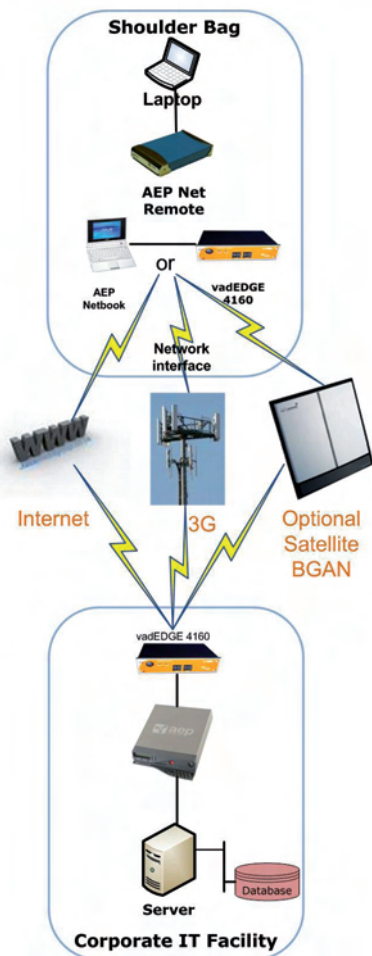 Shoulder Bag
Laptop
AEP Net
Remote
AEP
Netbook
or
vadEDGE
4160
Network
interface
WWW
Internet
3G
Optional
Satellite
BGAN
vadEDGE 4160
aep
Server
Database
Corporate IT Facility